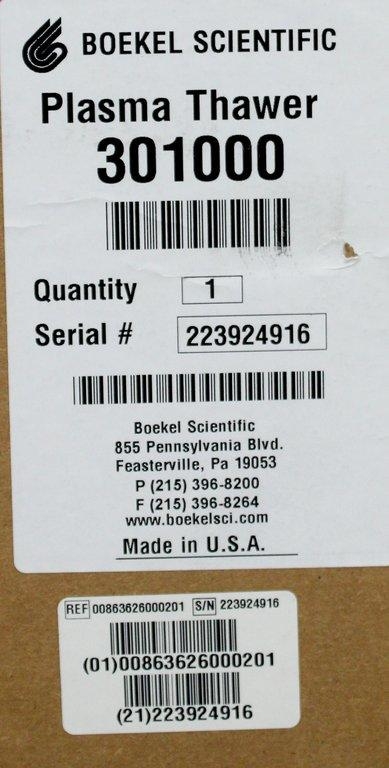 BOEKEL SCIENTIFIC
Plasma Thawer
301000
Quantity 1
Serial # 223924916
Boekel Scientific
855 Pennsylvania Blvd.
Feasterville, Pa 19053
P (215) 396-8200
F (215) 396-8264
www.boekelsci.com
Made in U.S.A.
REF 00863626000201 S/N 223924916
(01)00863626000201
(21)223924916